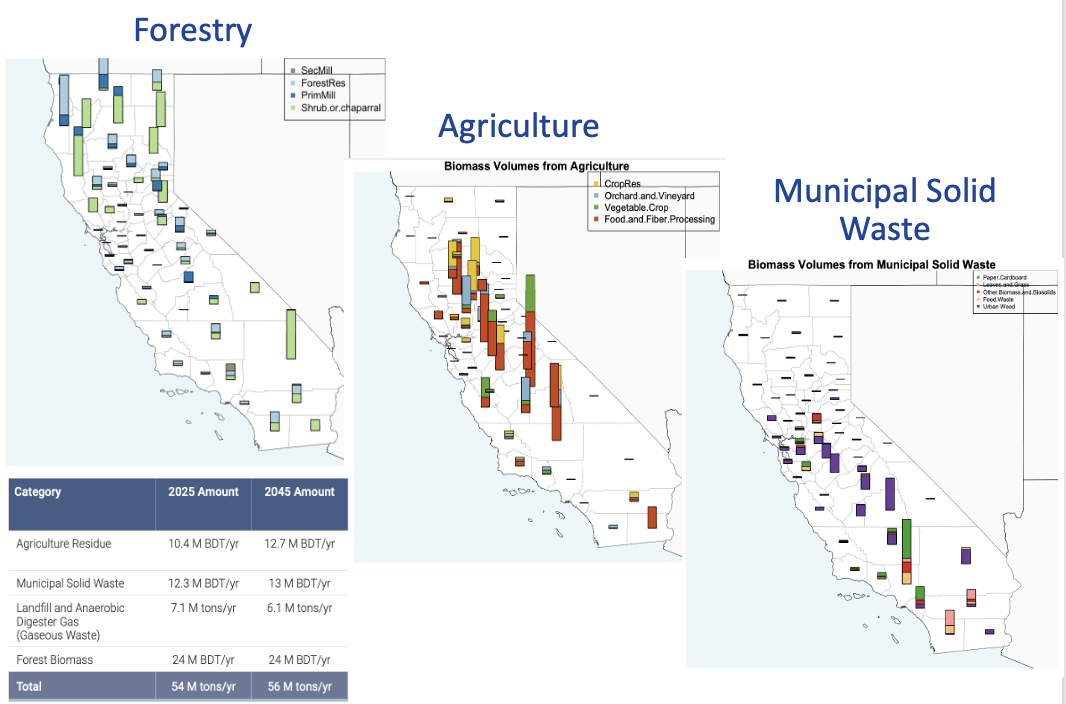 Forestry
SecMill
ForestRes
PrimMill
Shrub.or.chaparral
Agriculture
Biomass Volumes from Agriculture
CropRes
Orchard.and.Vineyard
Vegetable.Crop
Food.and.Fiber.Processing
Municipal Solid
Waste
Biomass Volumes from Municipal Solid Waste
Paper.Cardboard
Leaves.and.Grass
Other.Biomass.and.Biosolids
Food.Waste
Urban Wood
Category 2025 Amount 2045 Amount
Agriculture Residue 10.4 M BDT/yr 12.7 M BDT/yr
Municipal Solid Waste 12.3 M BDT/yr 13 M BDT/yr
Landfill and Anaerobic 7.1 M tons/yr 6.1 M tons/yr
Digester Gas
(Gaseous Waste)
Forest Biomass 24 M BDT/yr 24 M BDT/yr
Total 54 M tons/yr 56 M tons/yr